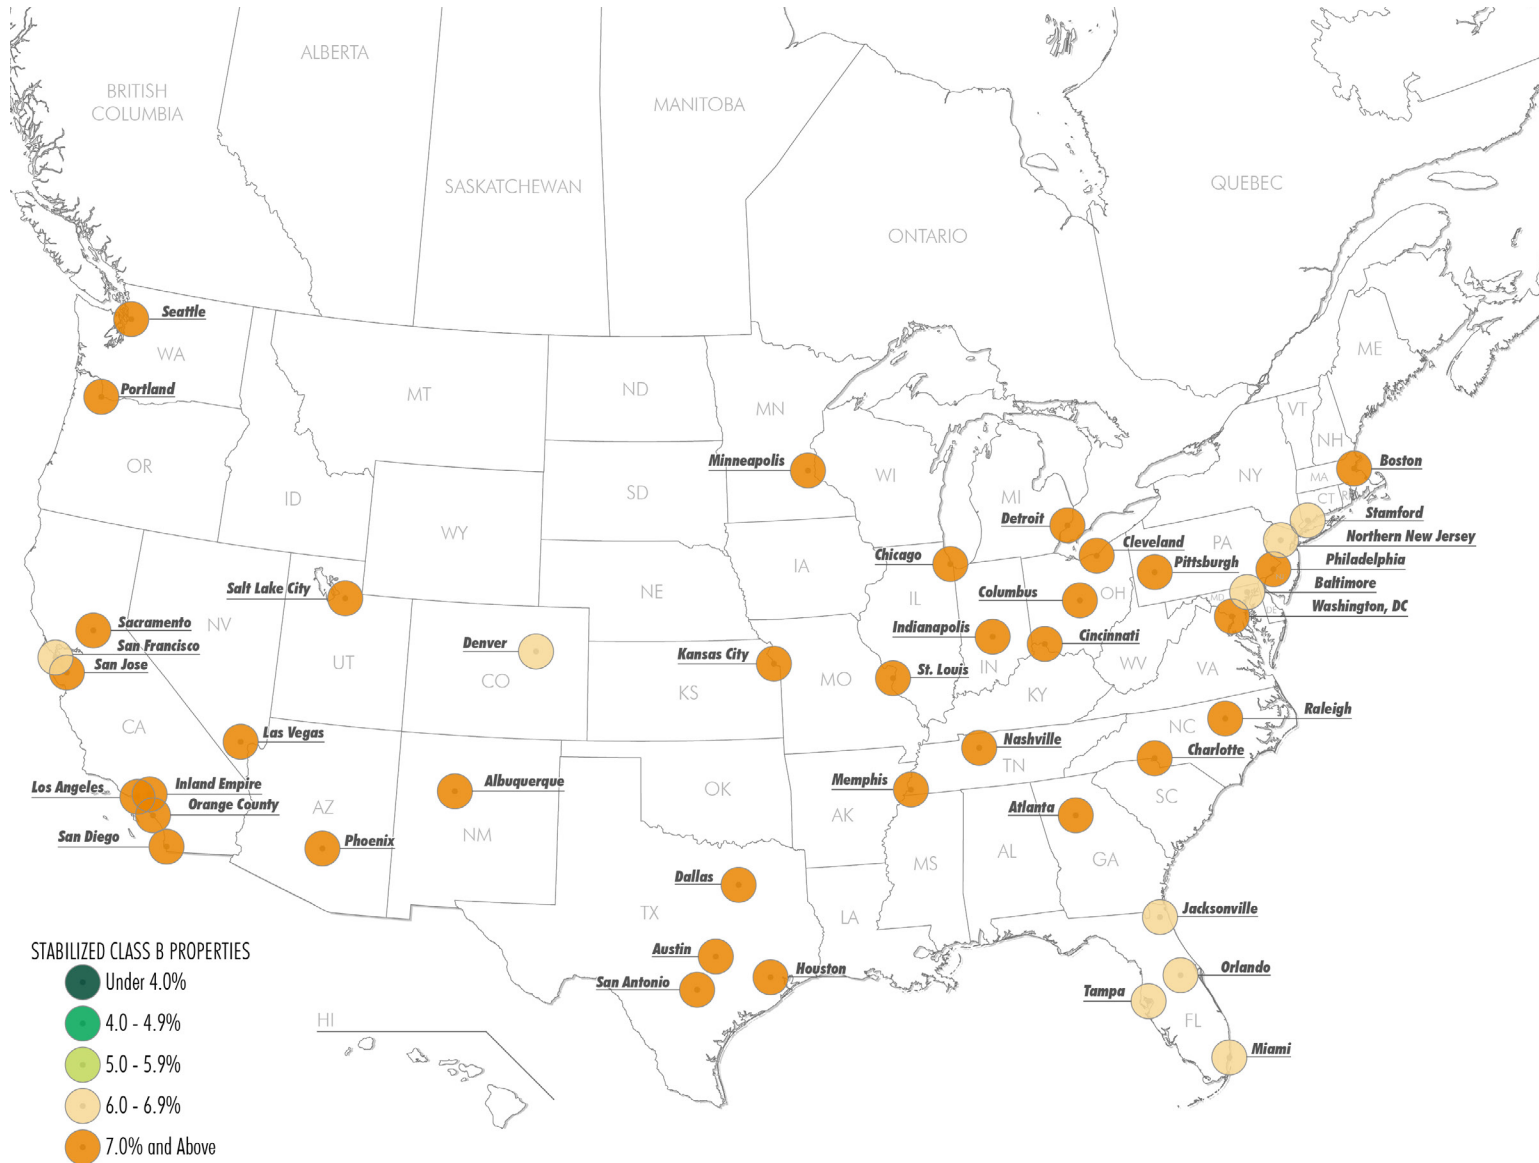 ALBERTA
BRITISH
COLUMBIA
MANITOBA
SASKATCHEWAN
QUEBEC
ONTARIO
Seattle
WA
ME
Portland
MT
ND
MN
VT
NH
OR
Minneapolis
WI
Boston
NY
MA
ID
SD
MI
CT
RI
Stamford
WY
Detroit
PA
Northern New Jersey
Cleveland
Chicago
Pittsburgh
Philadelphia
IA
Salt Lake City
NE
Columbus
OH
Baltimore
IL
MD
DE
Washington, DC
Sacramento
NV
San Francisco
Indianapolis
Cincinnati
Denver
San Jose
UT
Kansas City
St. Louis
IN
WV
VA
CO
MO
KS
KY
Raleigh
CA
NC
Las Vegas
Nashville
Charlotte
TN
Los Angeles
Inland Empire
Albuquerque
Memphis
OK
SC
Orange County
AZ
Atlanta
AK
San Diego
Phoenix
NM
AL
GA
MS
Dallas
TX
LA
Jacksonville
Austin
STABILIZED CLASS B PROPERTIES
Houston
Orlando
San Antonio
Under 4.0%
Tampa
HI
FL
4.0 - 4.9%
Miami
5.0 - 5.9%
6.0 - 6.9%
7.0% and Above